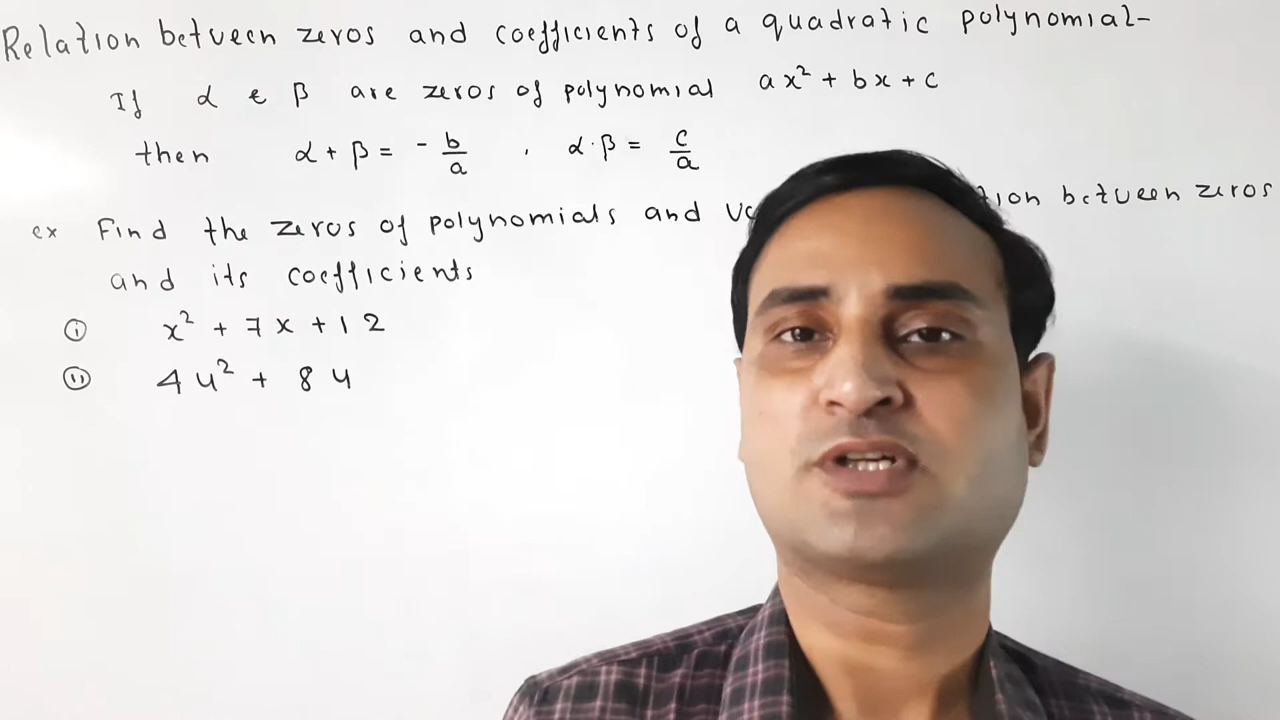 Relation between zeros and coefficients of a quadratic polynomial-
If α & β are zeros of polynomial ax² + bx + c
then α + β = - b/a , α·β = c/a
ex Find the zeros of polynomials and between zeros
and its coefficients
(i) x² + 7x + 12
(ii) 4u² + 8u